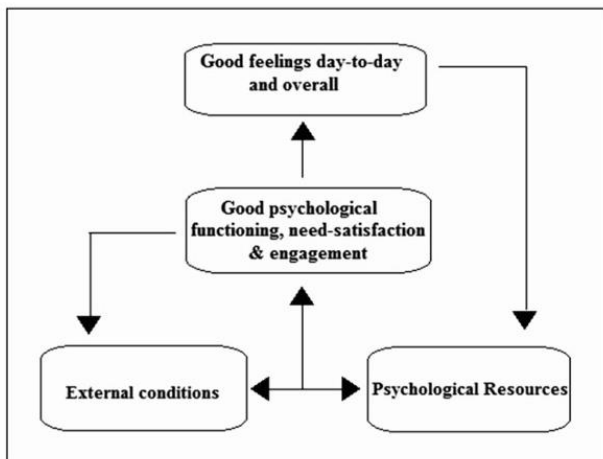 Good feelings day-to-day
and overall
Good psychological
functioning, need-satisfaction
& engagement
External conditions
Psychological Resources